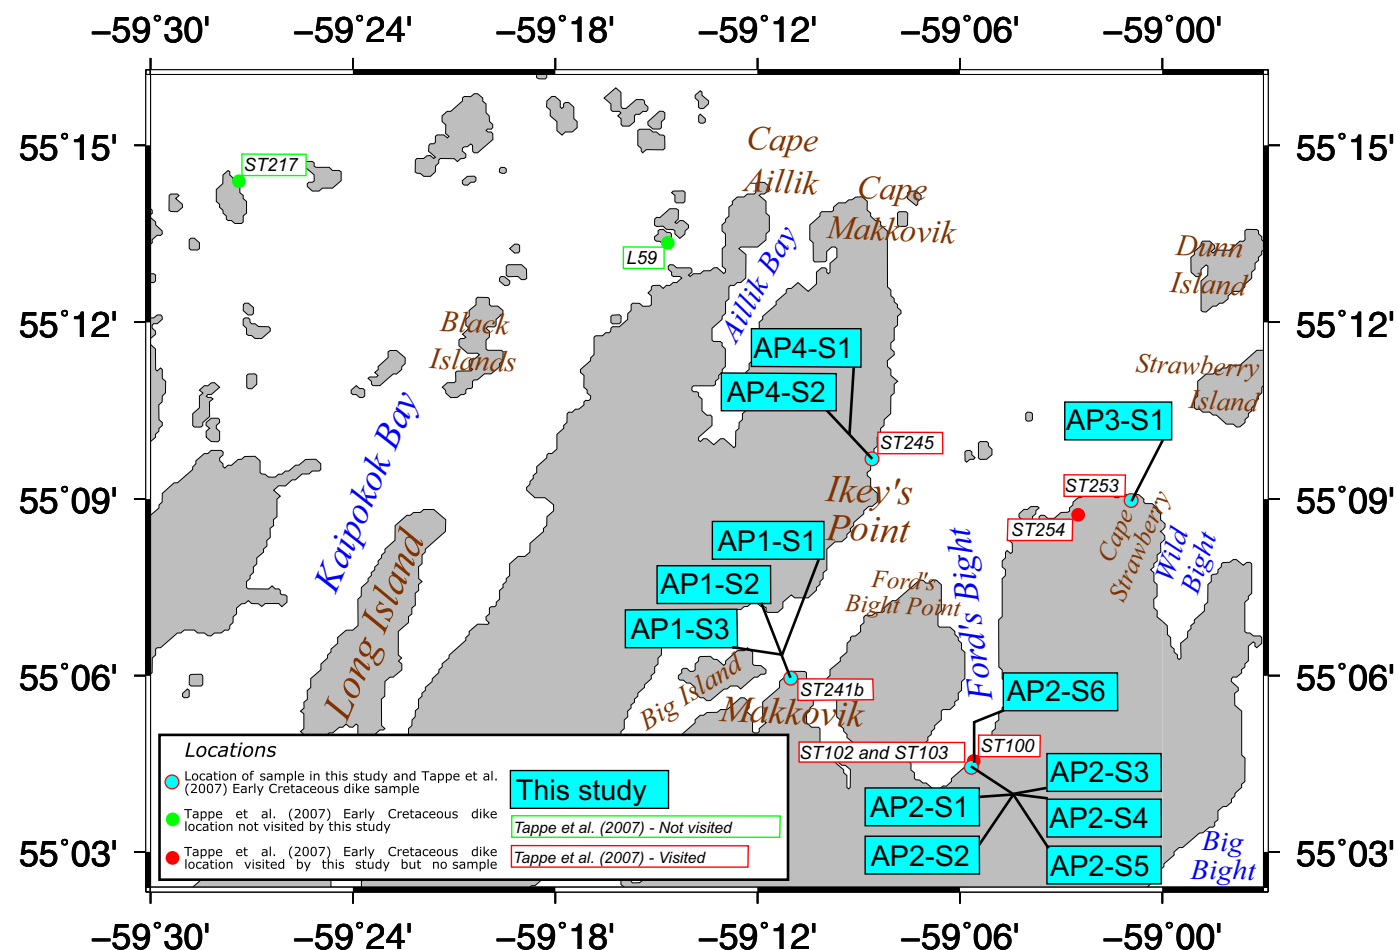 −59˚30'
−59˚24'
−59˚18'
−59˚12'
−59˚06'
−59˚00'
55˚15'
55˚15'
Cape
Aillik
Cape
Makkovik
ST217
L59
Aillik Bay
Dunn
Island
55˚12'
55˚12'
Black
Islands
AP4-S1
AP4-S2
Strawberry
Island
AP3-S1
Kaipokok Bay
ST245
ST253
ST254
55˚09'
55˚09'
Ikey's
Point
Cape
Strawberry
Wild
Bight
AP1-S1
AP1-S2
AP1-S3
Ford's
Bight Point
Ford's Bight
Long Island
55˚06'
55˚06'
Big Island
ST241b
Makkovik
AP2-S6
ST102 and ST103
ST100
AP2-S3
AP2-S1
AP2-S4
AP2-S2
AP2-S5
Big
Bight
55˚03'
55˚03'
Locations
Location of sample in this study and Tappe et al.
(2007) Early Cretaceous dike sample
Tappe et al. (2007) Early Cretaceous dike
location not visited by this study
Tappe et al. (2007) Early Cretaceous dike
location visited by this study but no sample
This study
Tappe et al. (2007) - Not visited
Tappe et al. (2007) - Visited
−59˚30'
−59˚24'
−59˚18'
−59˚12'
−59˚06'
−59˚00'